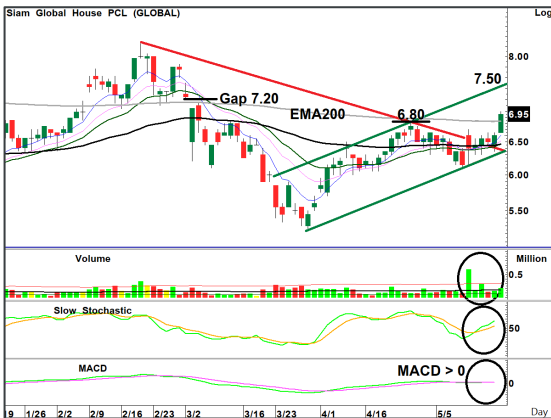 Siam Global House PCL (GLOBAL)
Log
8.00
7.50
Gap 7.20
EMA200
6.80
6.95
6.50
6.00
5.50
Volume
Million
0.5
Slow Stochastic
50
MACD
MACD > 0
0
19 1/26 2/2 2/9 2/16 2/23 3/2 3/16 3/23 4/1 4/16 5/5 Day